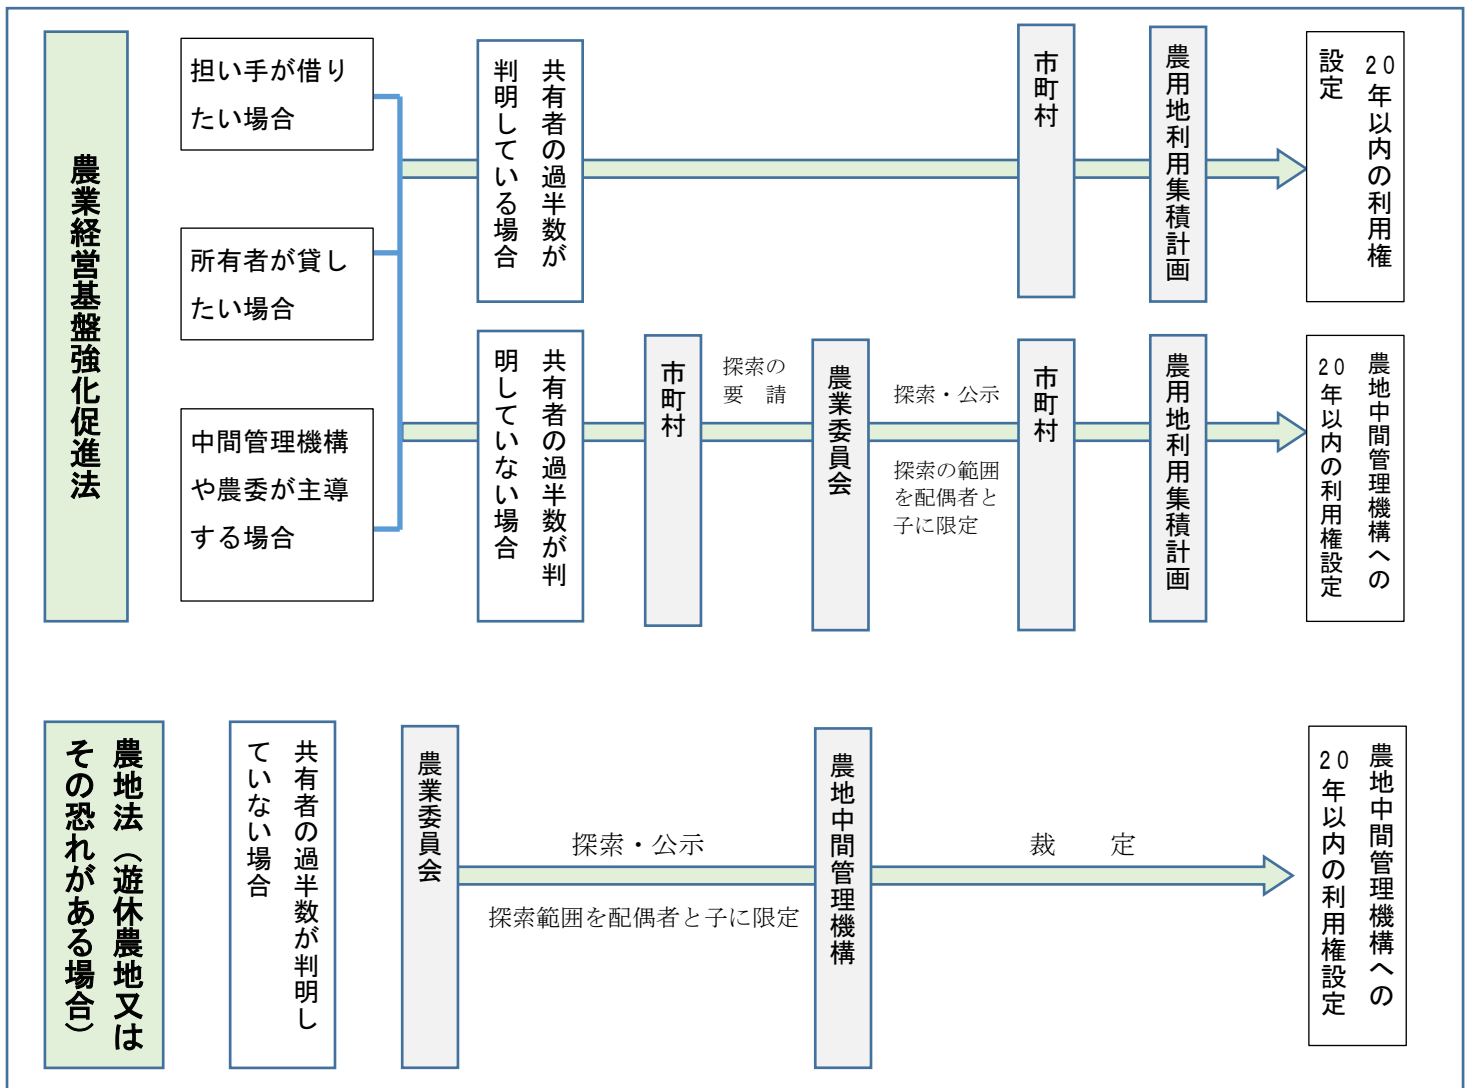 農業経営基盤強化促進法
担い手が借り
たい場合
所有者が貸し
たい場合
中間管理機構
や農委が主導
する場合
共有者の過半数が
判明している場合
市町村
農用地利用集積計画
20年以内の利用権
設定
共有者の過半数が判
明していない場合
市町村
探索の
要 請
農業委員会
探索・公示
探索の範囲
を配偶者と
子に限定
市町村
農用地利用集積計画
農地中間管理機構への
20年以内の利用権設定
農地法（遊休農地又は
その恐れがある場合）
共有者の過半数が判明し
ていない場合
農業委員会
探索・公示
探索範囲を配偶者と子に限定
農地中間管理機構
裁 定
農地中間管理機構への
20年以内の利用権設定